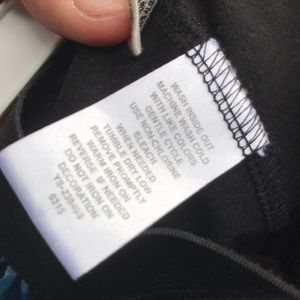 WASH INSIDE OUT
MACHINE WASH COLD
WITH LIKE COLORS
GENTLE CYCLE
USE NON-CHLORINE
BLEACH
WHEN NEEDED
TUMBLE DRY LOW
REMOVE PROMPTLY
WARM IRON ON
REVERSE IF NEEDED
DO NOT IRON ON
DECORATION
0315